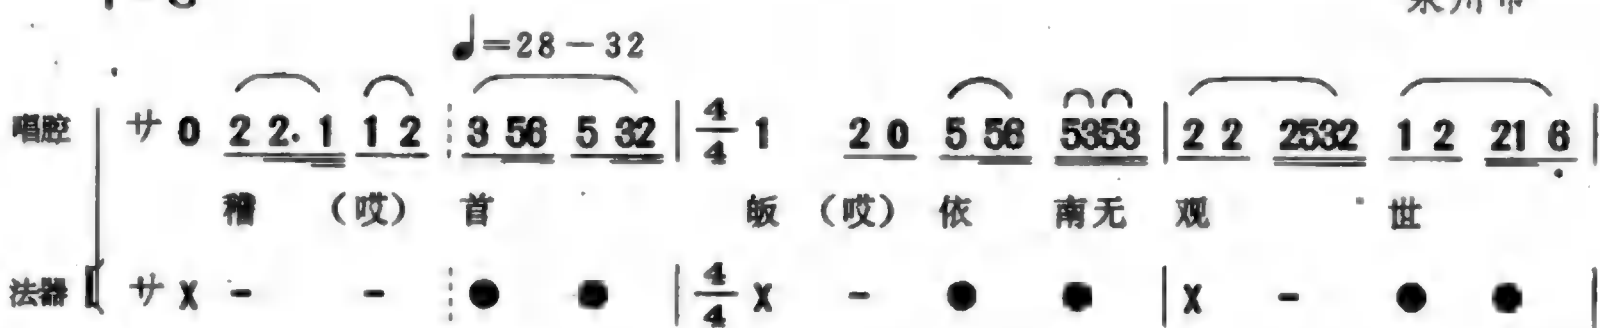 ♩=28－32
唱腔 サ 0 2 2. 1 1 2 3 56 5 32 4/4 1 2 0 5 56 5353 2 2 2532 1 2 21 6
稽 （哎） 首 皈 （哎） 依 南无 观 世
法器 サ X － － ● ● 4/4 X － ● ● X － ● ●